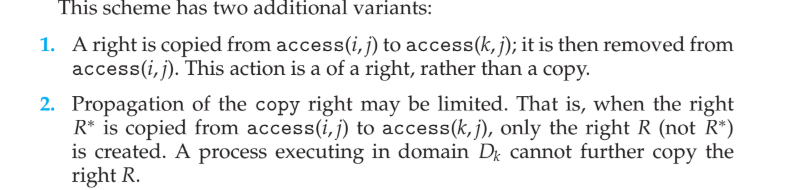 This scheme has two additional variants:
1. A right is copied from access(i, j) to access(k, j); it is then removed from
access(i, j). This action is a of a right, rather than a copy.
2. Propagation of the copy right may be limited. That is, when the right
R* is copied from access(i, j) to access(k, j), only the right R (not R*)
is created. A process executing in domain Dk cannot further copy the
right R.